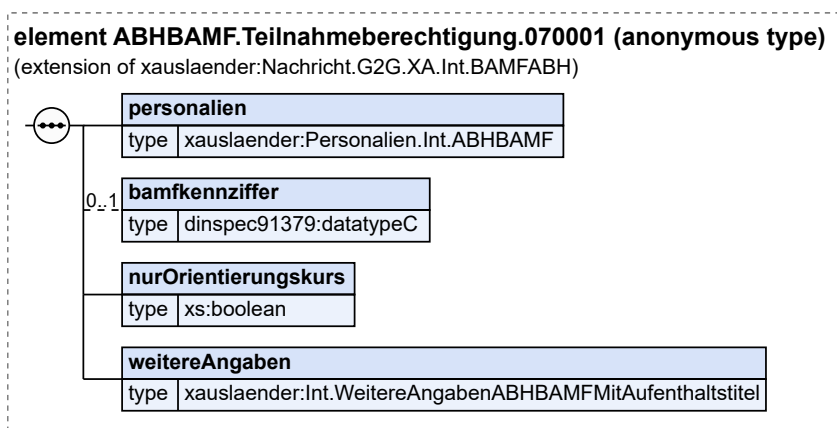 element ABHBAMF.Teilnahmeberechtigung.070001 (anonymous type)
(extension of xauslaender:Nachricht.G2G.XA.Int.BAMFABH)
personalien
type xauslaender:Personalien.Int.ABHBAMF
0..1
bamfkennziffer
type dinspec91379:datatypeC
nurOrientierungskurs
type xs:boolean
weitereAngaben
type xauslaender:Int.WeitereAngabenABHBAMFMitAufenthaltstitel